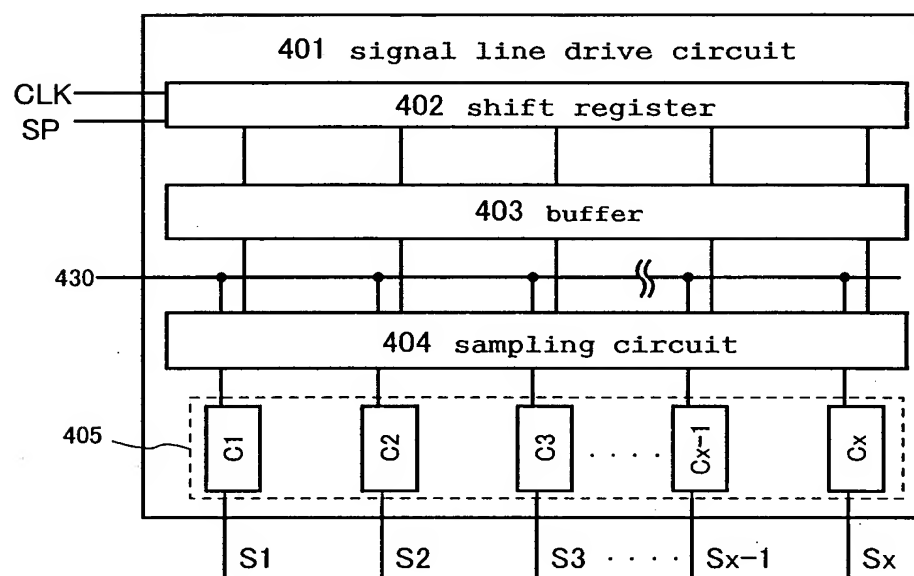 401 signal line drive circuit
CLK
SP
402 shift register
403 buffer
430
404 sampling circuit
405
C1 C2 C3 ‥‥‥ Cx-1 Cx
S1 S2 S3 ‥‥‥ Sx-1 Sx